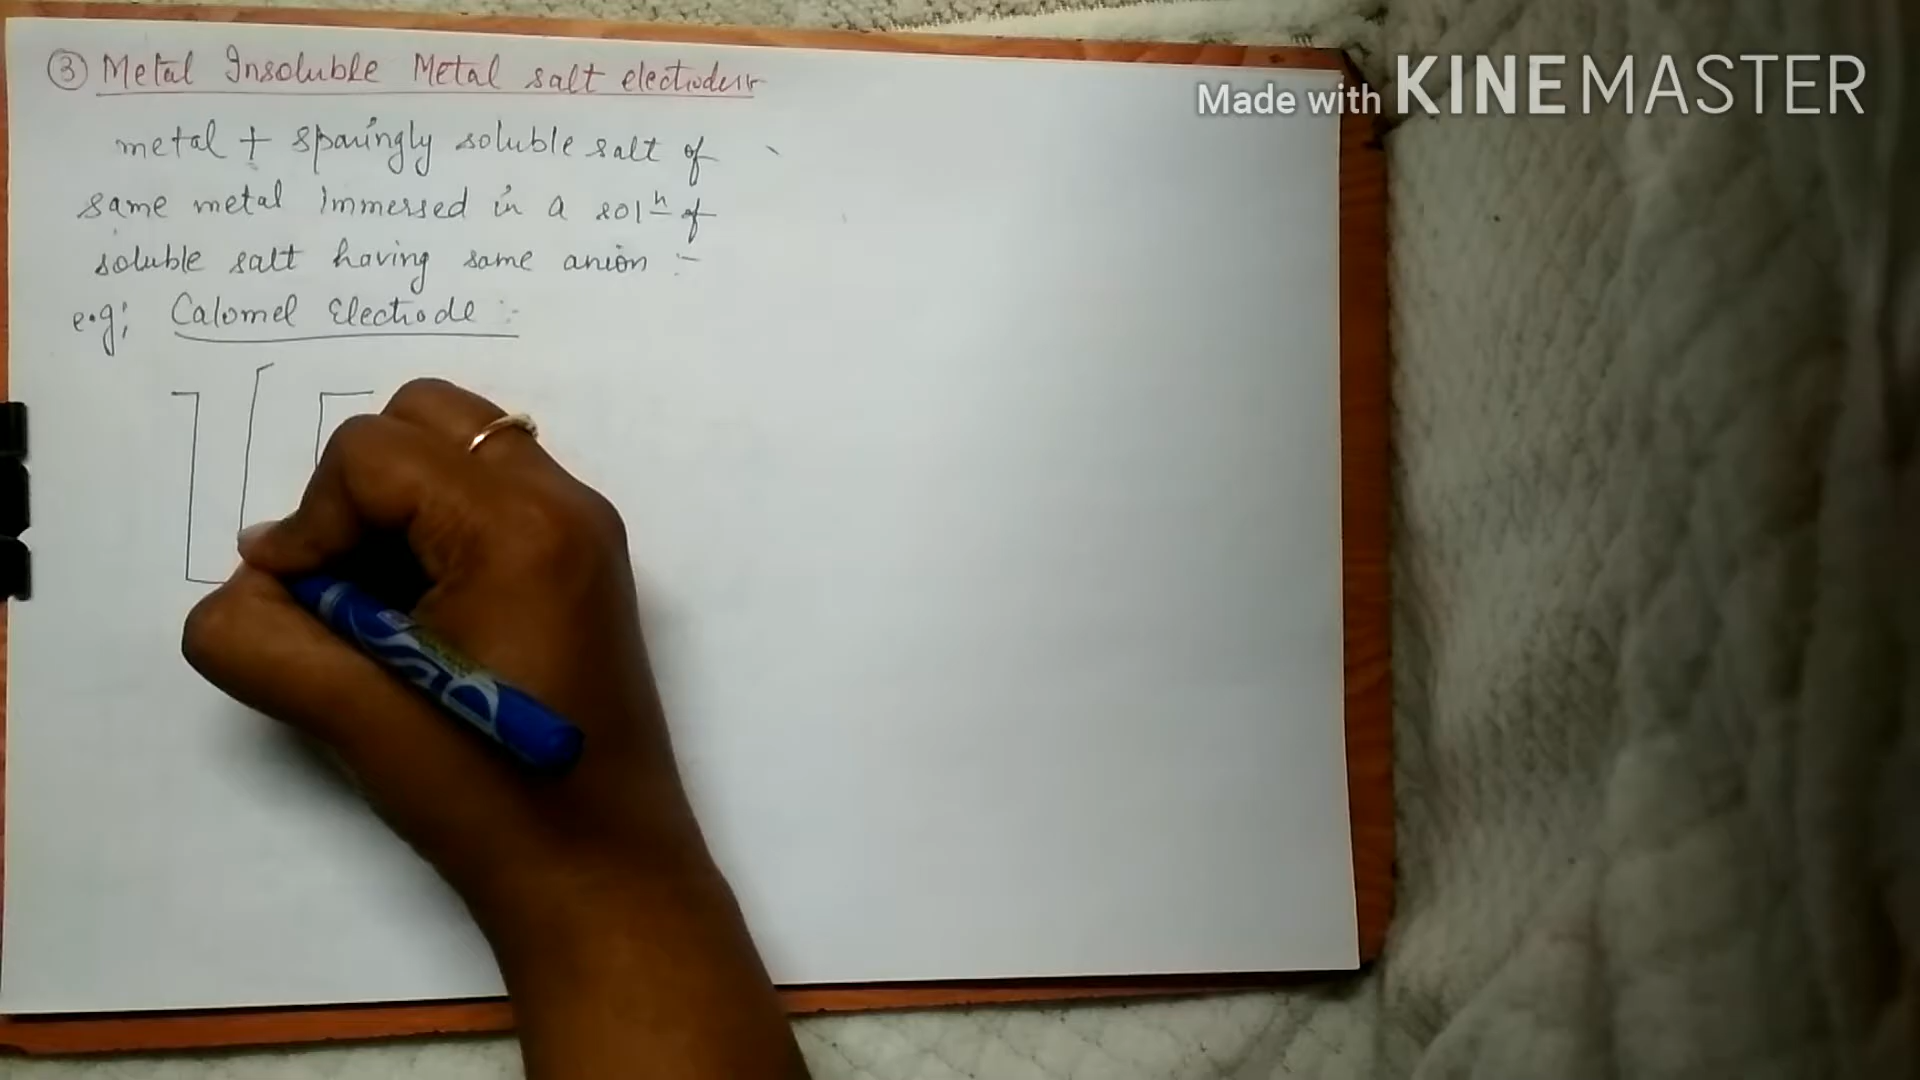 ③ Metal Insoluble Metal salt electrode:-
metal + sparingly soluble salt of
same metal immersed in a solⁿ of
soluble salt having same anion :-
e.g; Calomel Electrode :-
Made with KINEMASTER